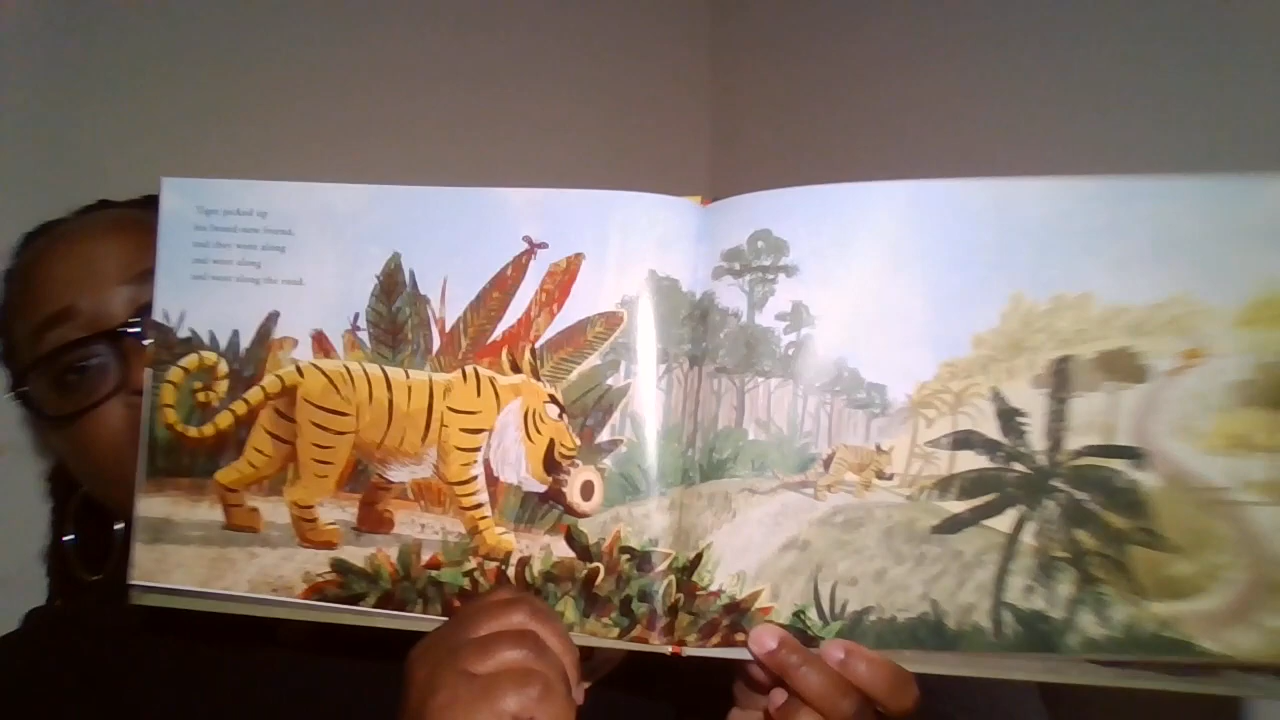 Tiger picked up
his brand-new friend,
and they went along
and went along
and went along the road.